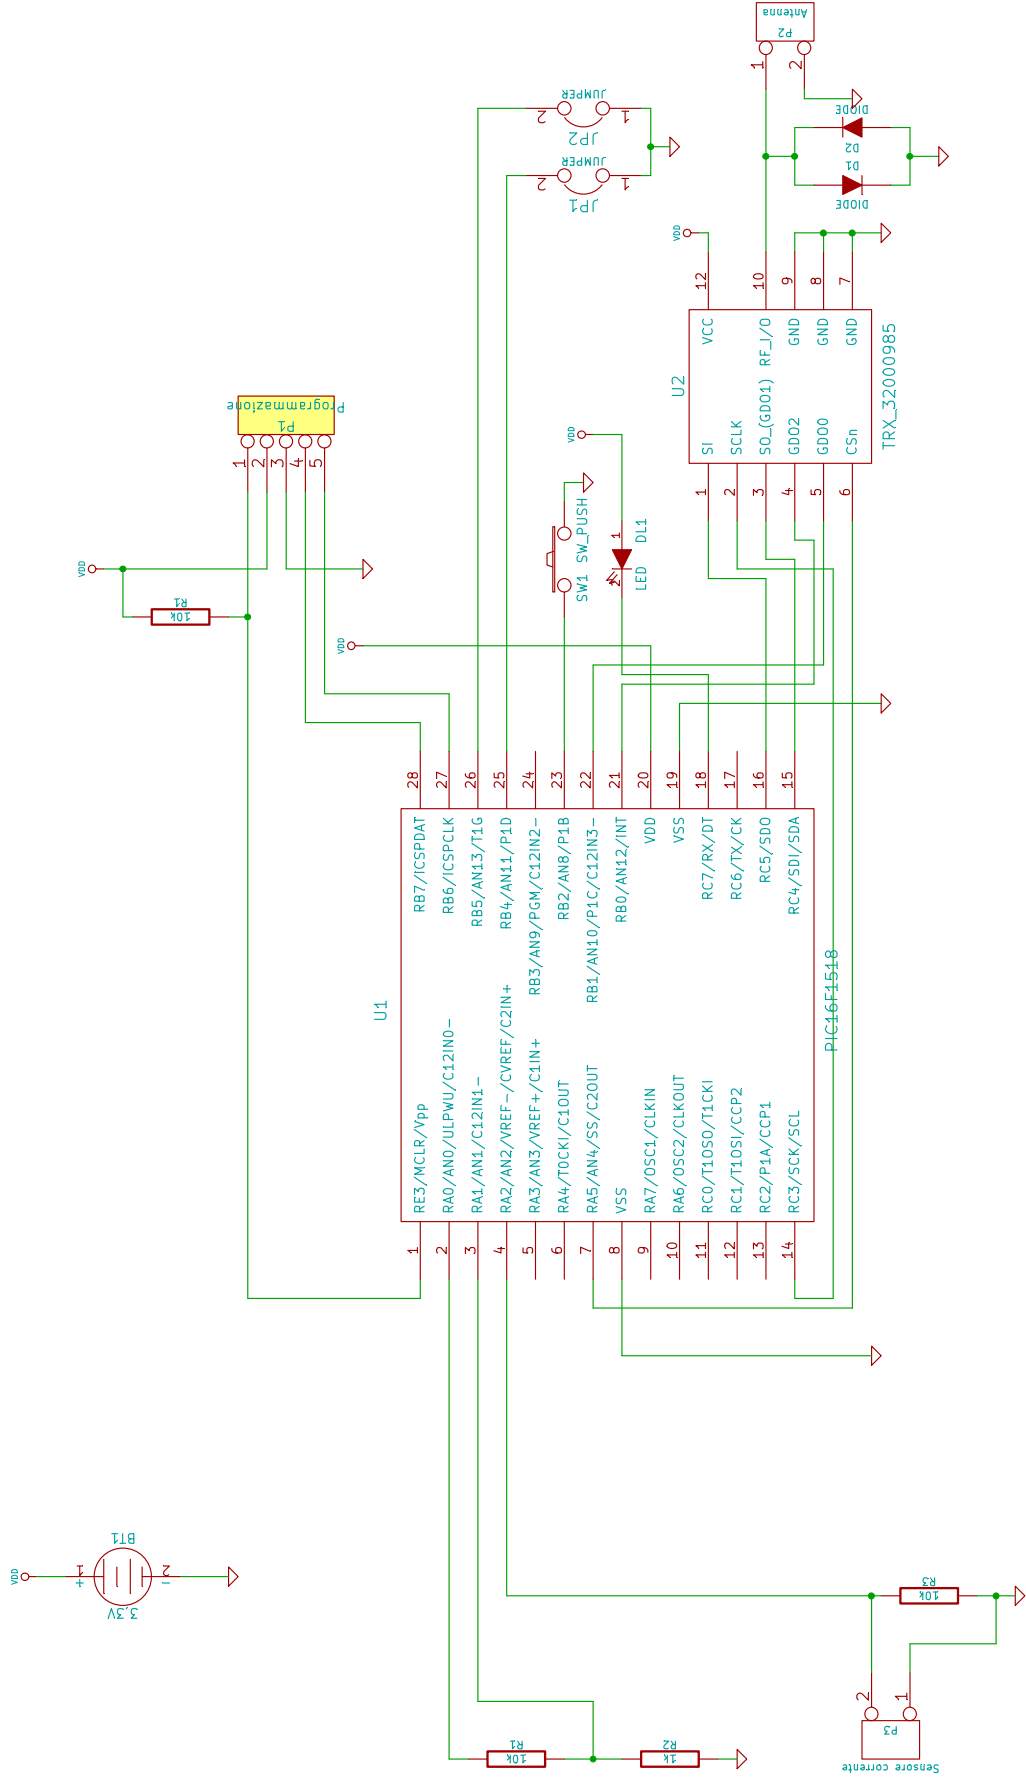 Antenna
P2
1
2
DIODE
D2
D1
DIODE
JUMPER
2
1
JP2
JUMPER
2
1
JP1
VDD
12
10
9
8
7
VCC
RF_I/O
GND
GND
GND
U2
TRX_32000985
SI
SCLK
SO_(GDO1)
GDO2
GDO0
CSn
1
2
3
4
5
6
Programmazione
P1
1
2
3
4
5
VDD
R1
10k
VDD
SW1
SW_PUSH
VDD
1
2
LED
DL1
28
27
26
25
24
23
22
21
20
19
18
17
16
15
RB7/ICSPDAT
RB6/ICSPCLK
RB5/AN13/T1G
RB4/AN11/P1D
RB3/AN9/PGM/C12IN2-
RB2/AN8/P1B
RB1/AN10/P1C/C12IN3-
RB0/AN12/INT
VDD
VSS
RC7/RX/DT
RC6/TX/CK
RC5/SDO
RC4/SDI/SDA
U1
PIC16F1518
RE3/MCLR/Vpp
RA0/AN0/ULPWU/C12IN0-
RA1/AN1/C12IN1-
RA2/AN2/VREF-/CVREF/C2IN+
RA3/AN3/VREF+/C1IN+
RA4/T0CKI/C1OUT
RA5/AN4/SS/C2OUT
VSS
RA7/OSC1/CLKIN
RA6/OSC2/CLKOUT
RC0/T1OSO/T1CKI
RC1/T1OSI/CCP2
RC2/P1A/CCP1
RC3/SCK/SCL
1
2
3
4
5
6
7
8
9
10
11
12
13
14
BT1
VDD
1
+
2
-
3,3V
R3
10k
2
1
P3
Sensore corrente
R1
10k
R2
1k